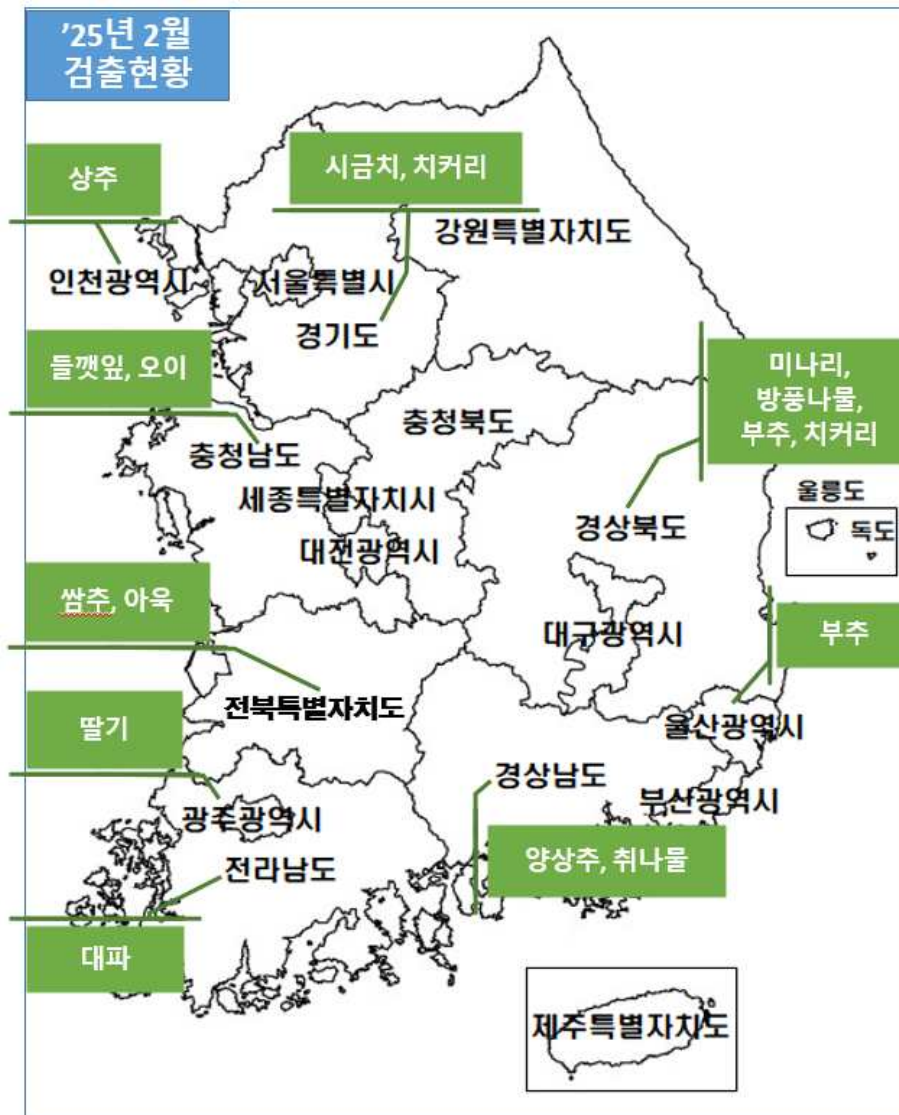 ’25년 2월
검출현황
상추
시금치, 치커리
강원특별자치도
인천광역시
서울특별시
경기도
들깻잎, 오이
미나리,
방풍나물,
부추, 치커리
충청북도
충청남도
세종특별자치시
울릉도
독도
경상북도
대전광역시
쌈추, 아욱
대구광역시
부추
전북특별자치도
딸기
울산광역시
경상남도
부산광역시
광주광역시
양상추, 취나물
전라남도
대파
제주특별자치도